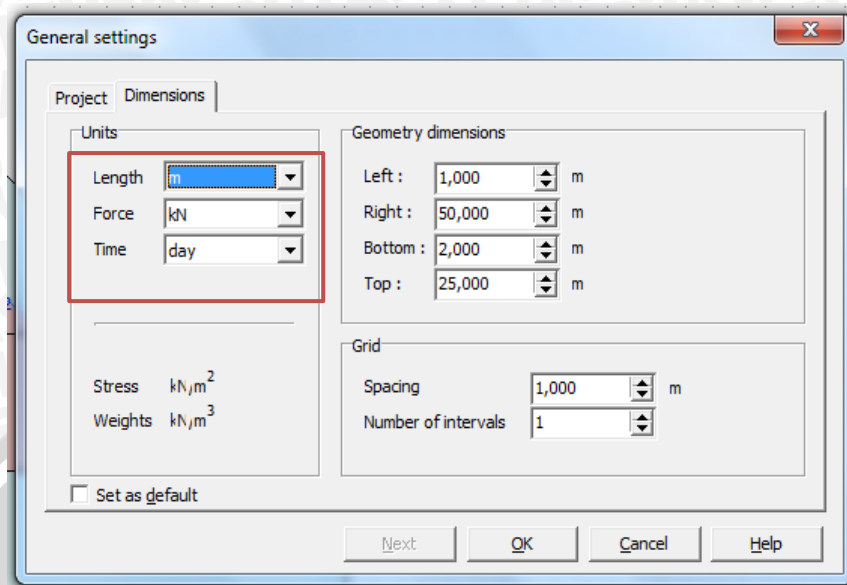 General settings
X
Project Dimensions
Units
Length m
Force kN
Time day
Stress kN/m²
Weights kN/m³
Geometry dimensions
Left : 1,000 m
Right : 50,000 m
Bottom : 2,000 m
Top : 25,000 m
Grid
Spacing 1,000 m
Number of intervals 1
Set as default
Next OK Cancel Help